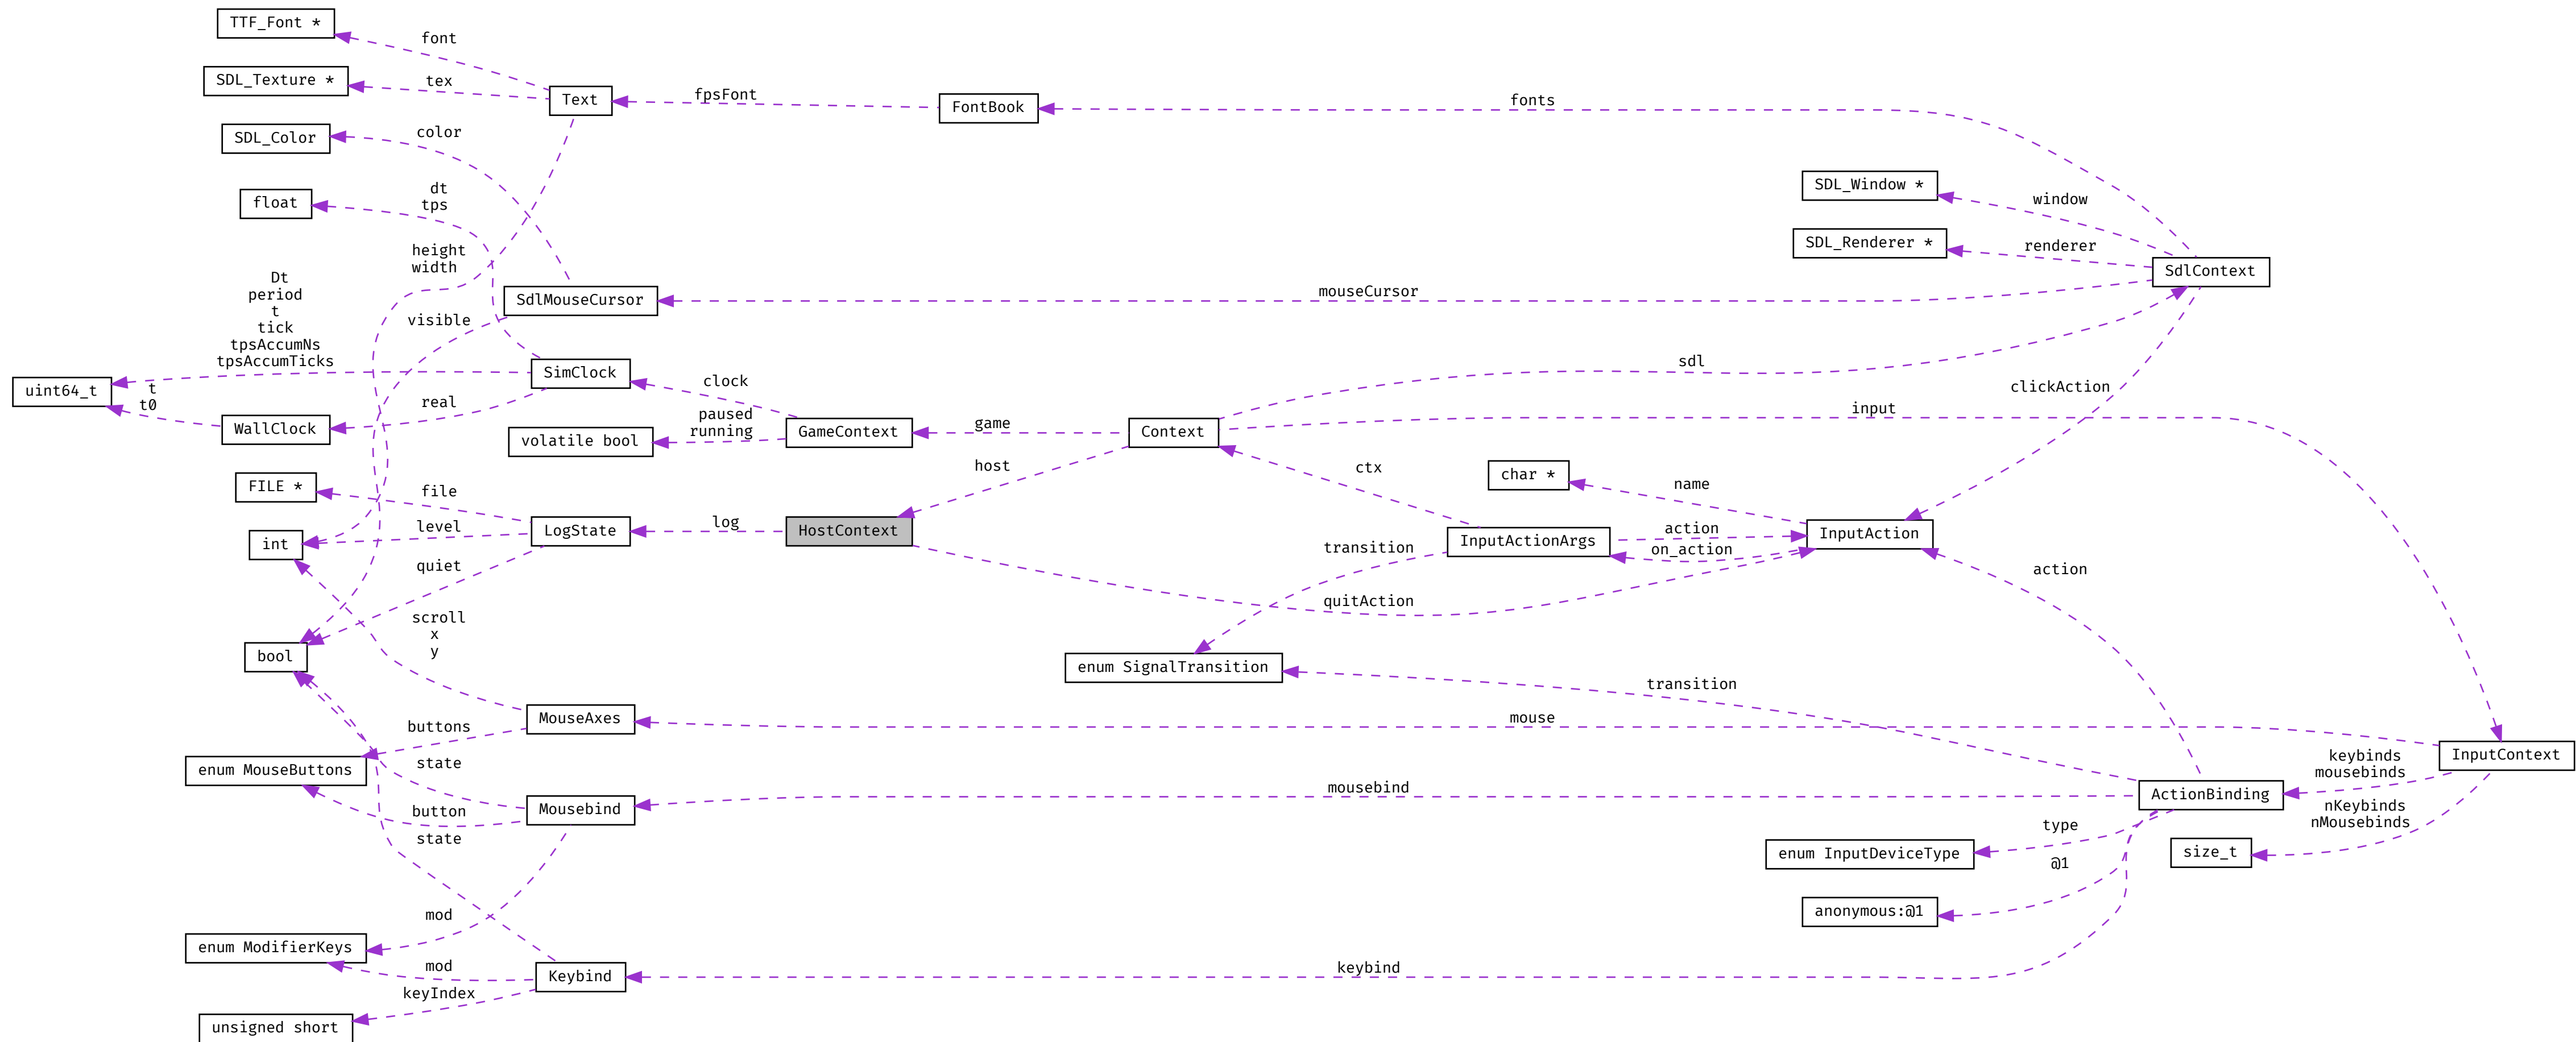 TTF_Font *
font
SDL_Texture *
tex
Text
fpsFont
FontBook
fonts
SDL_Color
color
float
dt
tps
SDL_Window *
window
SDL_Renderer *
renderer
SdlContext
height
width
SdlMouseCursor
mouseCursor
visible
Dt
period
t
tick
tpsAccumNs
tpsAccumTicks
uint64_t
t
t0
SimClock
real
WallClock
clock
paused
running
volatile bool
GameContext
game
Context
sdl
input
clickAction
host
ctx
char *
name
FILE *
file
int
level
LogState
log
HostContext
quiet
InputActionArgs
action
on_action
InputAction
transition
quitAction
action
scroll
x
y
bool
enum SignalTransition
transition
MouseAxes
mouse
InputContext
buttons
enum MouseButtons
state
keybinds
mousebinds
Mousebind
mousebind
ActionBinding
button
state
nKeybinds
nMousebinds
type
enum InputDeviceType
size_t
@1
anonymous:@1
mod
enum ModifierKeys
mod
Keybind
keybind
keyIndex
unsigned short